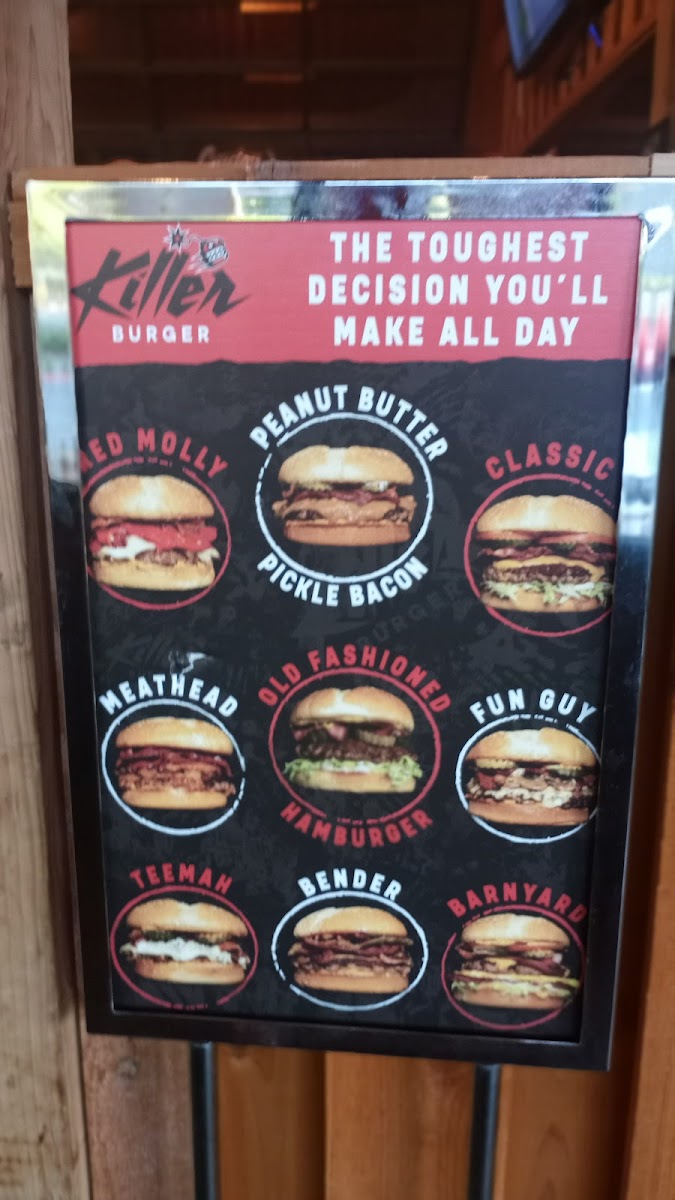 Killer
BURGER
THE TOUGHEST
DECISION YOU'LL
MAKE ALL DAY
PEANUT BUTTER
PICKLE BACON
RED MOLLY
CLASSIC
MEATHEAD
OLD FASHIONED
HAMBURGER
FUN GUY
TEEMAH
BENDER
BARNYARD